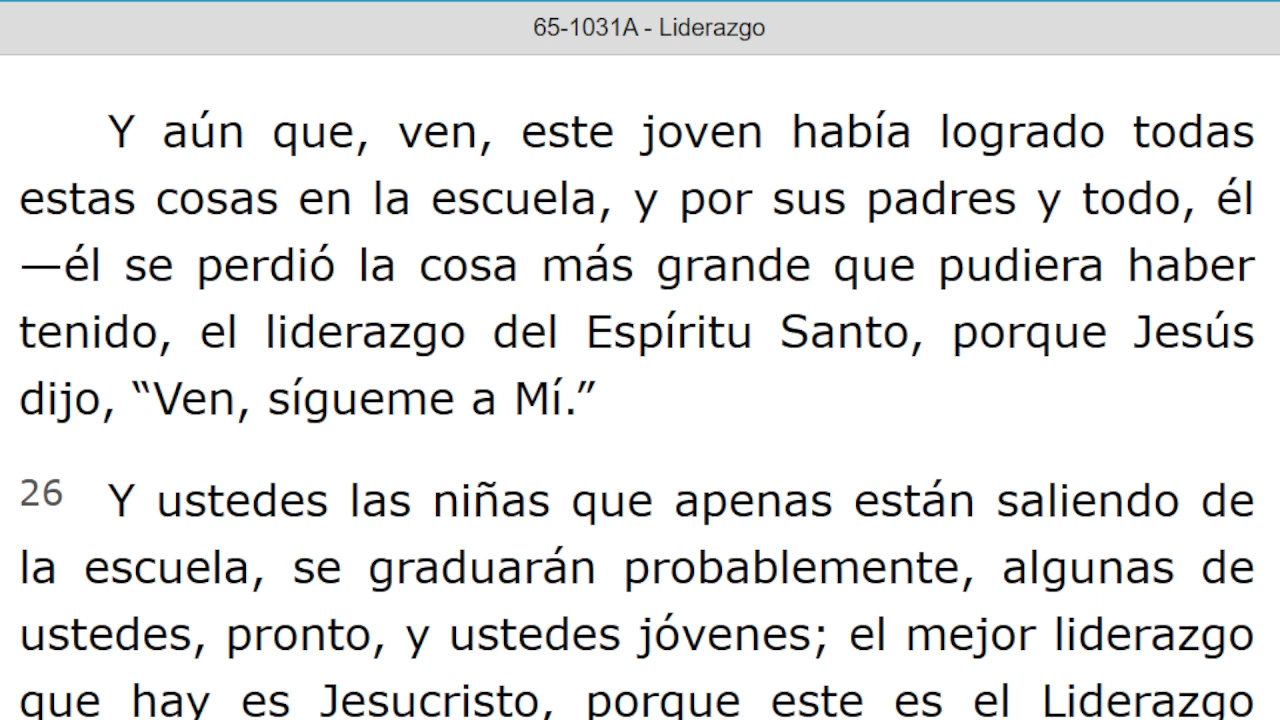 65-1031A - Liderazgo
Y aún que, ven, este joven había logrado todas
estas cosas en la escuela, y por sus padres y todo, él
—él se perdió la cosa más grande que pudiera haber
tenido, el liderazgo del Espíritu Santo, porque Jesús
dijo, “Ven, sígueme a Mí.”
26 Y ustedes las niñas que apenas están saliendo de
la escuela, se graduarán probablemente, algunas de
ustedes, pronto, y ustedes jóvenes; el mejor liderazgo
que hay es Jesucristo, porque este es el Liderazgo